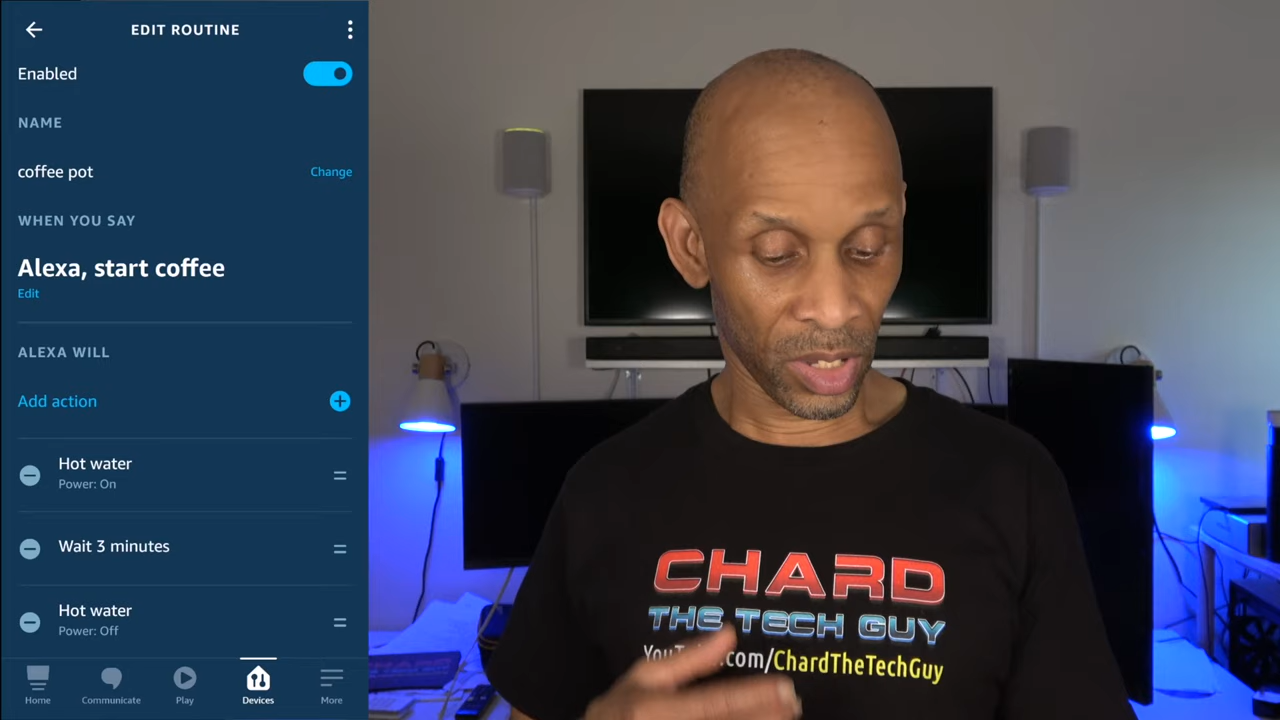 EDIT ROUTINE
Enabled
NAME
coffee pot
Change
WHEN YOU SAY
Alexa, start coffee
Edit
ALEXA WILL
Add action
Hot water
Power: On
Wait 3 minutes
Hot water
Power: Off
Home
Communicate
Play
Devices
More
CHARD
THE TECH GUY
YouTube.com/ChardTheTechGuy